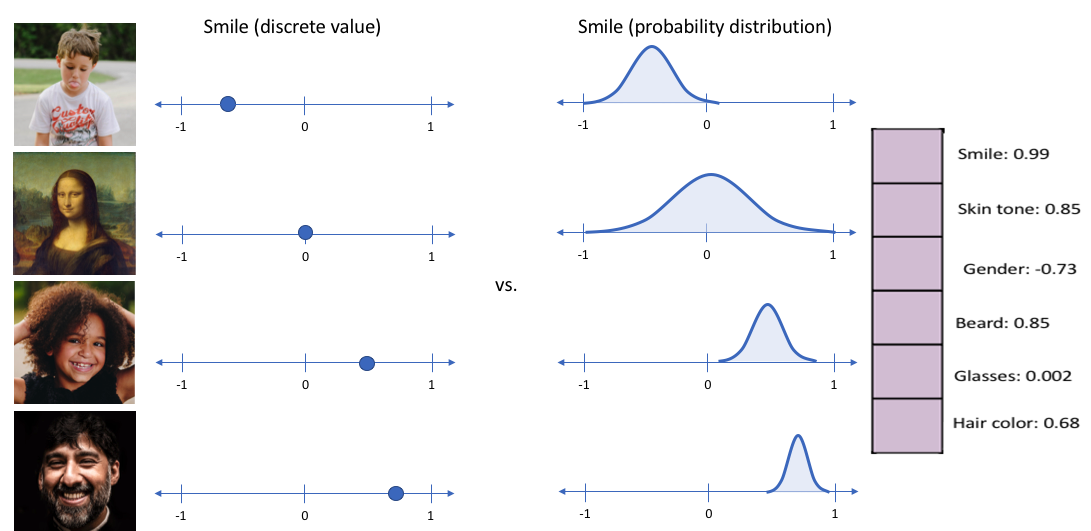 Smile (discrete value)
Smile (probability distribution)
-1 0 1
-1 0 1
-1 0 1
-1 0 1
vs.
-1 0 1
-1 0 1
-1 0 1
-1 0 1
Smile: 0.99
Skin tone: 0.85
Gender: -0.73
Beard: 0.85
Glasses: 0.002
Hair color: 0.68